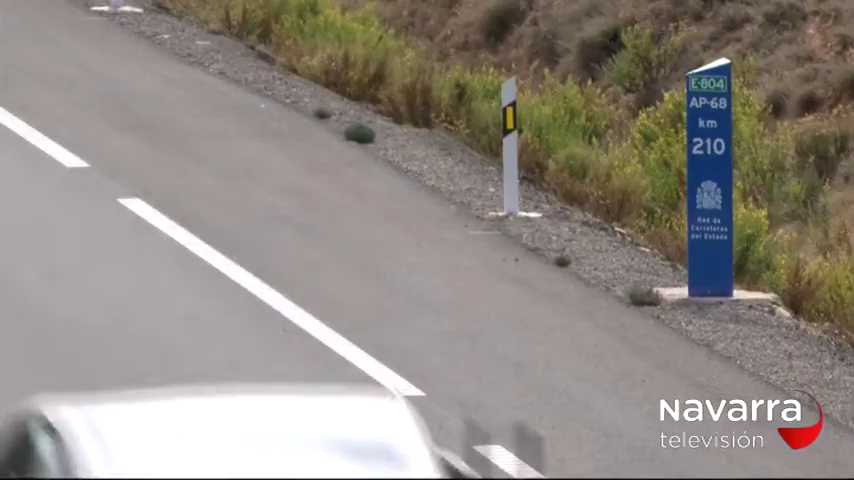 E-804
AP-68
km
210
Red de
Carreteras
del Estado
Navarra
televisión